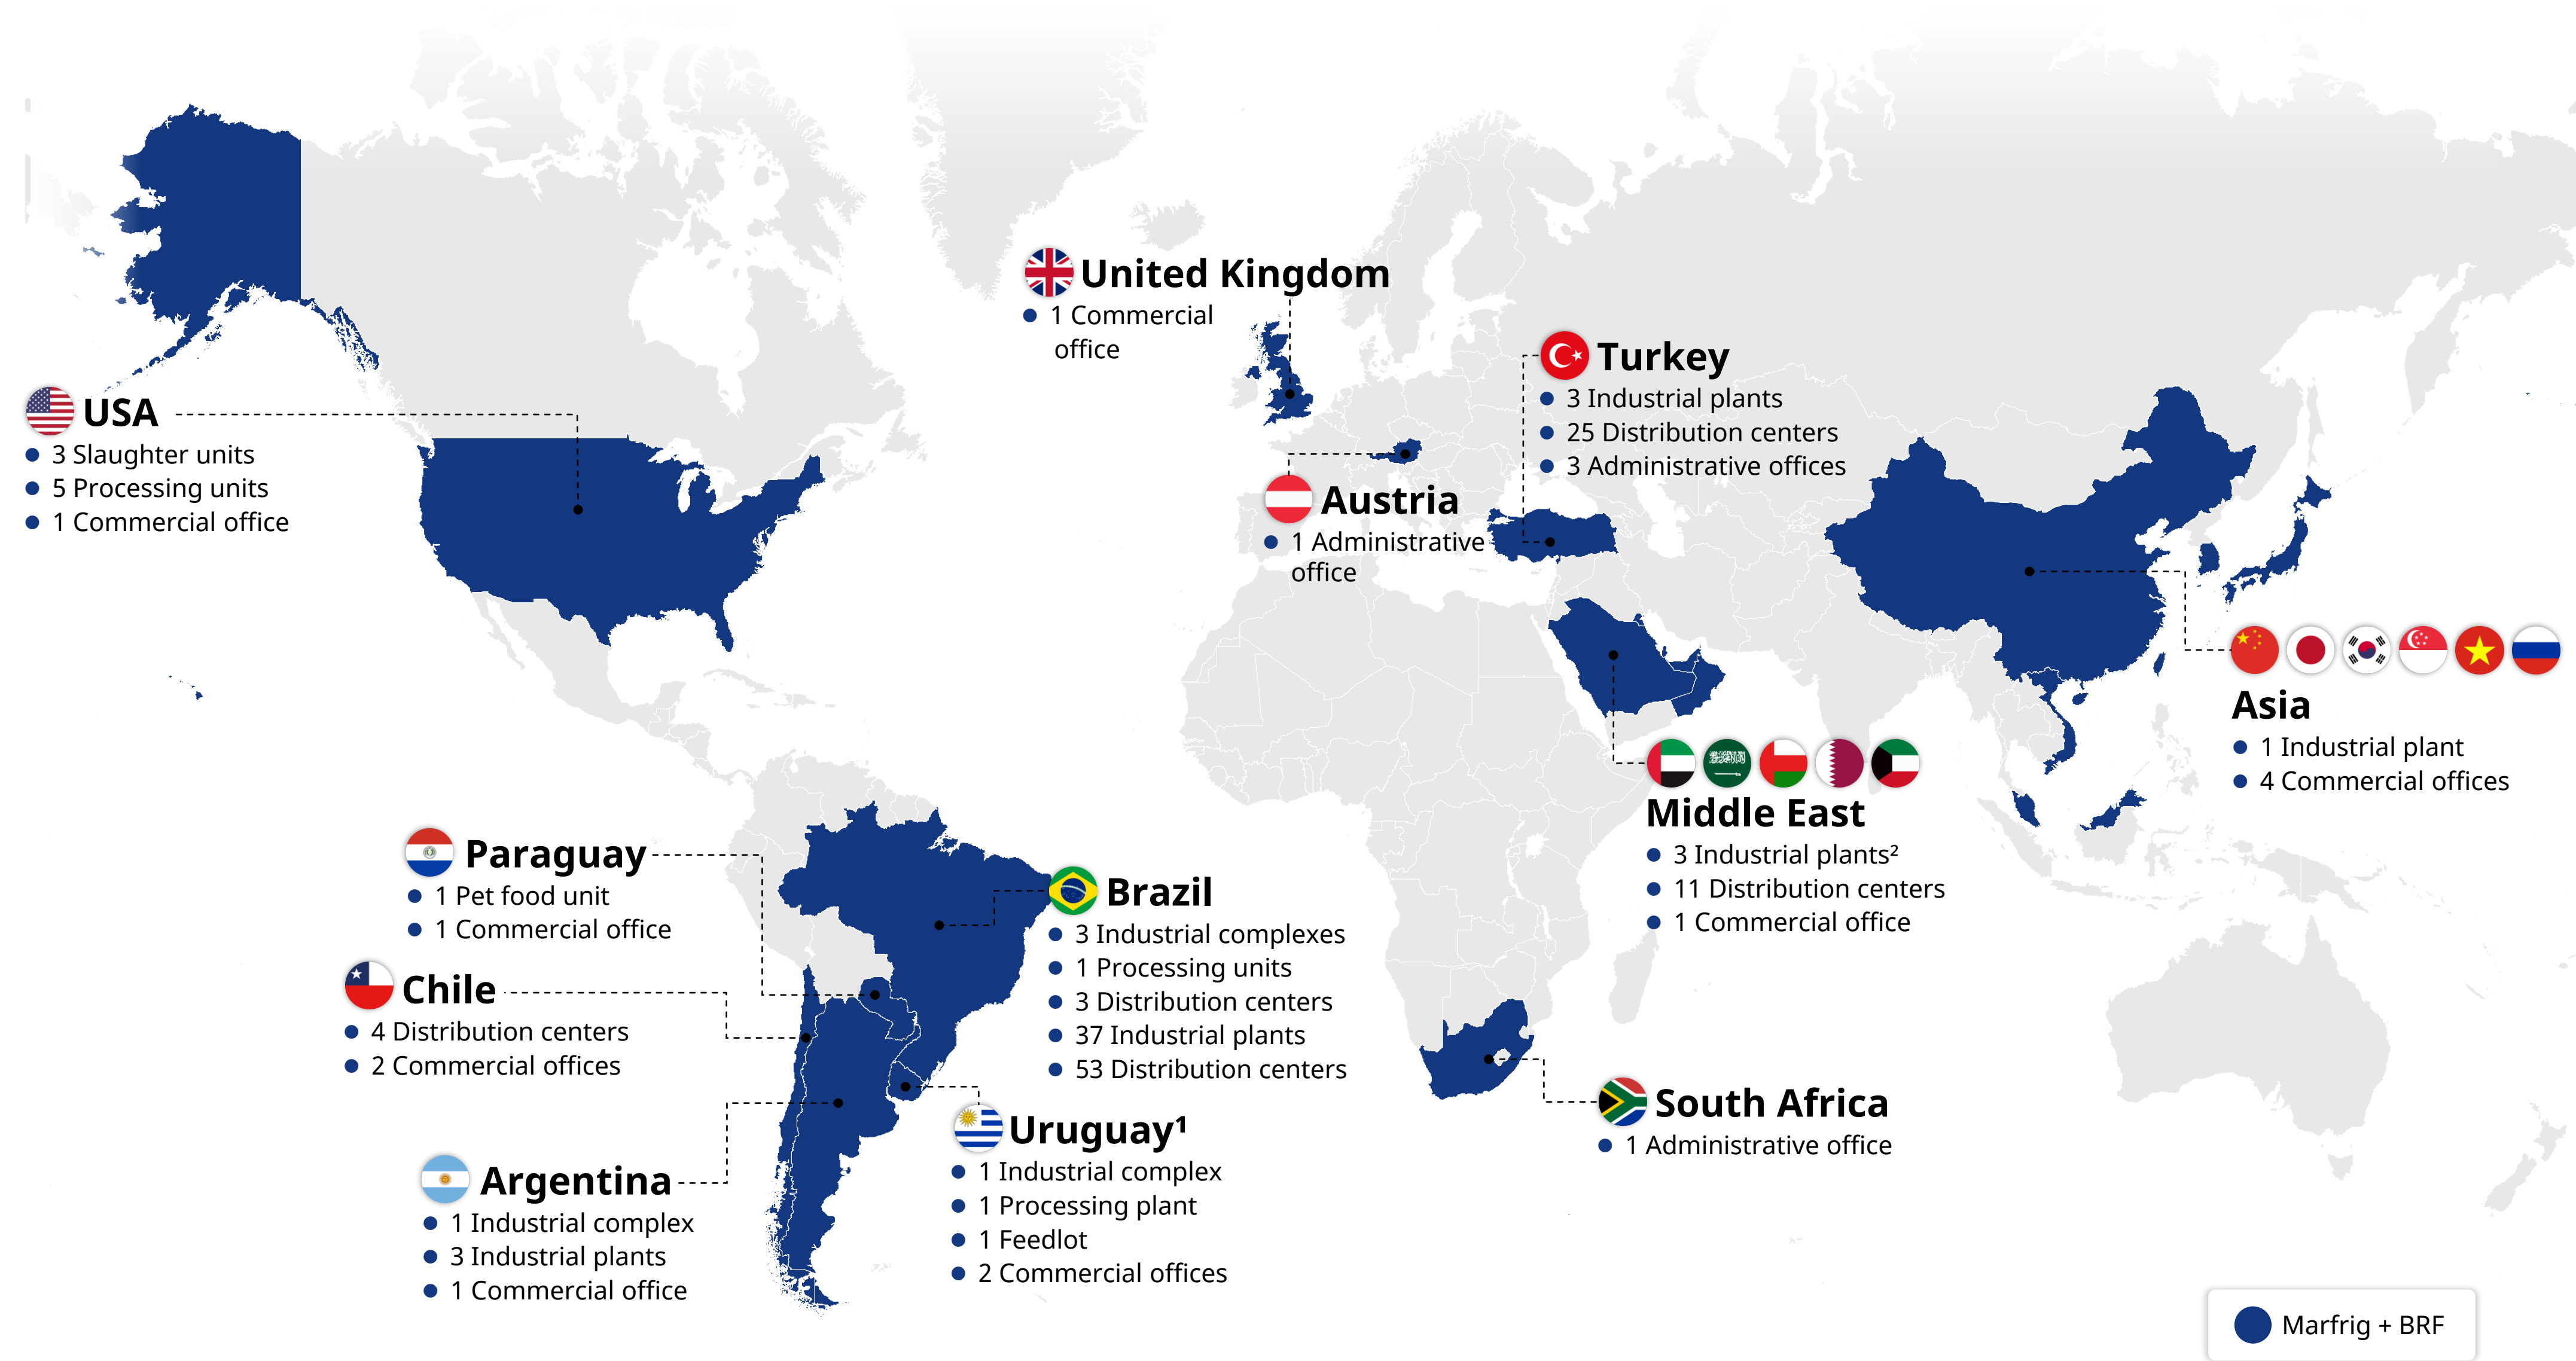 United Kingdom
1 Commercial
office
Turkey
3 Industrial plants
25 Distribution centers
3 Administrative offices
USA
3 Slaughter units
5 Processing units
1 Commercial office
Austria
1 Administrative
office
Asia
1 Industrial plant
4 Commercial offices
Middle East
3 Industrial plants²
11 Distribution centers
1 Commercial office
Paraguay
1 Pet food unit
1 Commercial office
Brazil
3 Industrial complexes
1 Processing units
3 Distribution centers
37 Industrial plants
53 Distribution centers
Chile
4 Distribution centers
2 Commercial offices
South Africa
1 Administrative office
Uruguay¹
1 Industrial complex
1 Processing plant
1 Feedlot
2 Commercial offices
Argentina
1 Industrial complex
3 Industrial plants
1 Commercial office
Marfrig + BRF